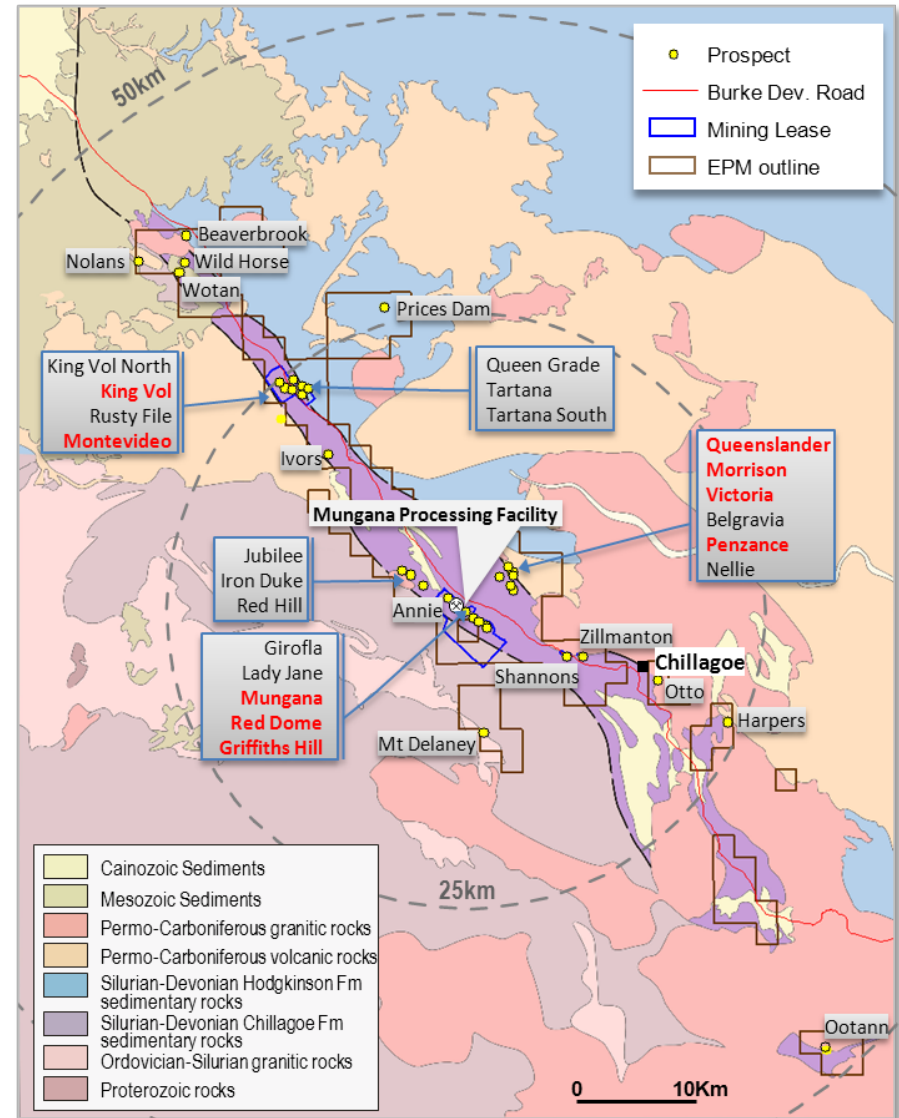 50km
Prospect
Burke Dev. Road
Mining Lease
EPM outline
Beaverbrook
Nolans
Wild Horse
Wotan
Prices Dam
King Vol North
King Vol
Rusty File
Montevideo
Queen Grade
Tartana
Tartana South
Queenslander
Morrison
Victoria
Belgravia
Penzance
Nellie
Ivors
Mungana Processing Facility
Jubilee
Iron Duke
Red Hill
Annie
Girofla
Lady Jane
Mungana
Red Dome
Griffiths Hill
Zillmanton
Shannons
Chillagoe
Otto
Harpers
Mt Delaney
25km
Cainozoic Sediments
Mesozoic Sediments
Permo-Carboniferous granitic rocks
Permo-Carboniferous volcanic rocks
Silurian-Devonian Hodgkinson Fm
sedimentary rocks
Silurian-Devonian Chillagoe Fm
sedimentary rocks
Ordovician-Silurian granitic rocks
Proterozoic rocks
Ootann
0 10Km